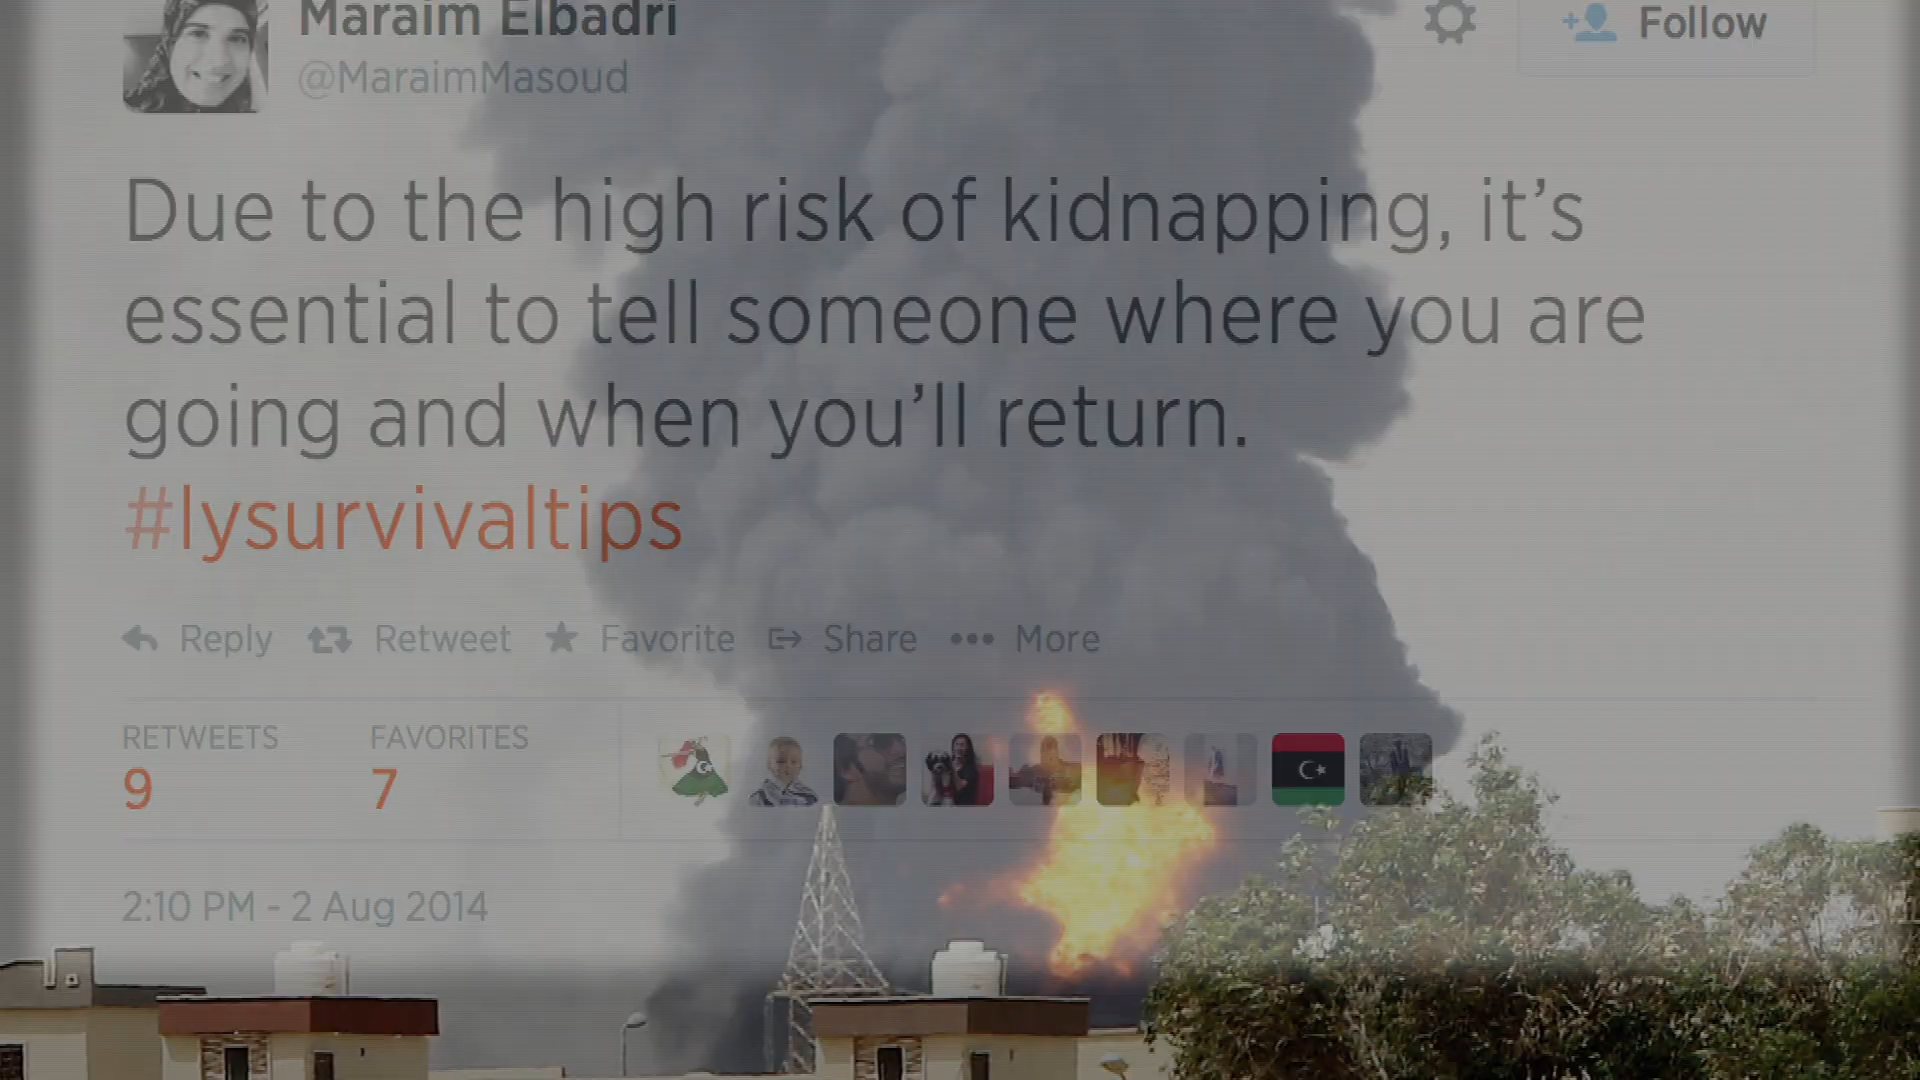 Maraim Elbadri
@MaraimMasoud
Follow
Due to the high risk of kidnapping, it’s
essential to tell someone where you are
going and when you’ll return.
#lysurvivaltips
Reply Retweet Favorite Share More
RETWEETS FAVORITES
9 7
2:10 PM - 2 Aug 2014